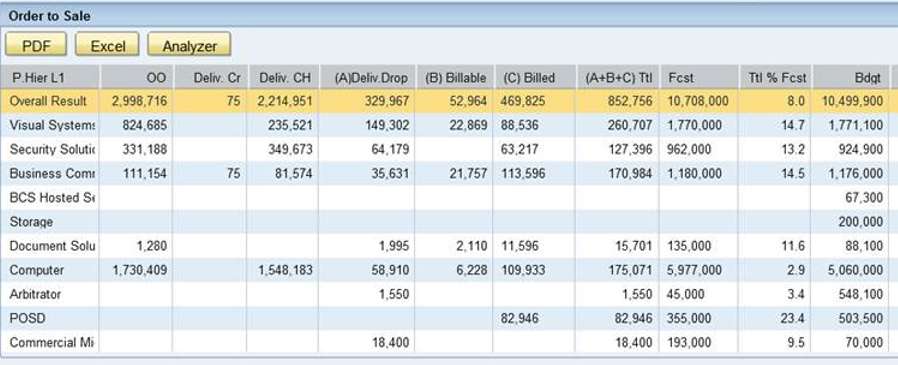 Order to Sale
PDF Excel Analyzer
P.Hier L1 OO Deliv. Cr Deliv. CH (A)Deliv.Drop (B) Billable (C) Billed (A+B+C) Ttl Fcst Ttl % Fcst Bdgt
Overall Result 2,998,716 75 2,214,951 329,967 52,964 469,825 852,756 10,708,000 8.0 10,499,900
Visual Systems 824,685 235,521 149,302 22,869 88,536 260,707 1,770,000 14.7 1,771,100
Security Solutic 331,188 349,673 64,179 63,217 127,396 962,000 13.2 924,900
Business Comr 111,154 75 81,574 35,631 21,757 113,596 170,984 1,180,000 14.5 1,176,000
BCS Hosted Se 67,300
Storage 200,000
Document Solu 1,280 1,995 2,110 11,596 15,701 135,000 11.6 88,100
Computer 1,730,409 1,548,183 58,910 6,228 109,933 175,071 5,977,000 2.9 5,060,000
Arbitrator 1,550 1,550 45,000 3.4 548,100
POSD 82,946 82,946 355,000 23.4 503,500
Commercial Mi 18,400 18,400 193,000 9.5 70,000